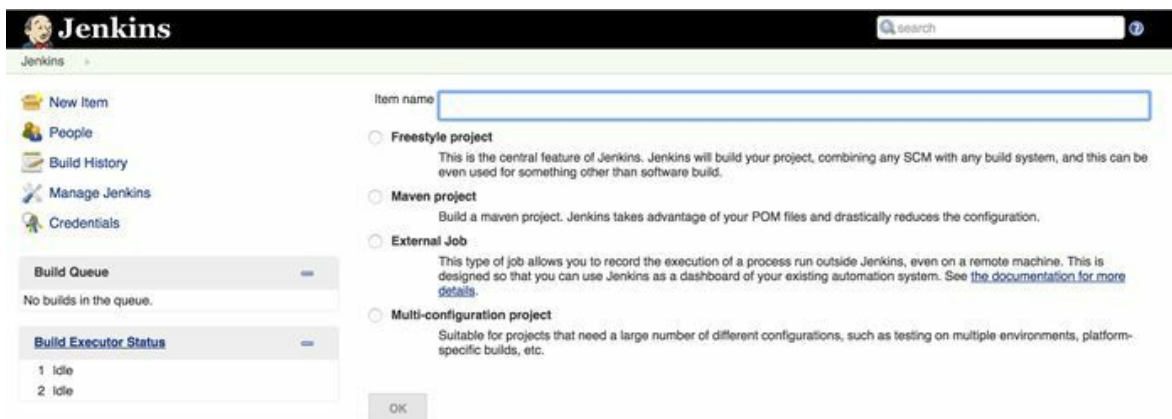 Jenkins
search
Jenkins
New Item
People
Build History
Manage Jenkins
Credentials
Build Queue
No builds in the queue.
Build Executor Status
1 Idle
2 Idle
Item name
Freestyle project
This is the central feature of Jenkins. Jenkins will build your project, combining any SCM with any build system, and this can be
even used for something other than software build.
Maven project
Build a maven project. Jenkins takes advantage of your POM files and drastically reduces the configuration.
External Job
This type of job allows you to record the execution of a process run outside Jenkins, even on a remote machine. This is
designed so that you can use Jenkins as a dashboard of your existing automation system. See the documentation for more
details.
Multi-configuration project
Suitable for projects that need a large number of different configurations, such as testing on multiple environments, platform-
specific builds, etc.
OK